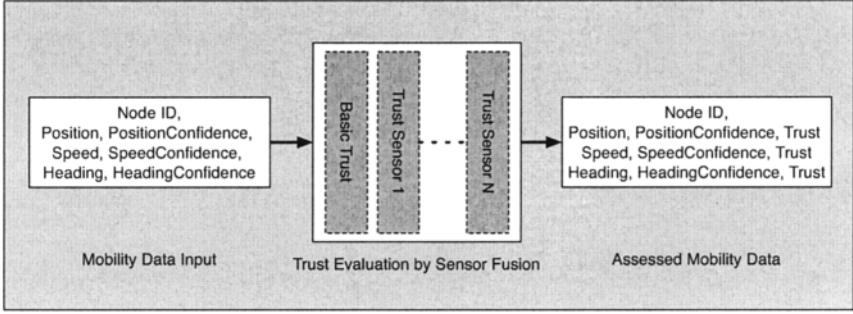 Node ID,
Position, PositionConfidence,
Speed, SpeedConfidence,
Heading, HeadingConfidence
Mobility Data Input
Basic Trust
Trust Sensor 1
Trust Sensor N
Trust Evaluation by Sensor Fusion
Node ID,
Position, PositionConfidence, Trust
Speed, SpeedConfidence, Trust
Heading, HeadingConfidence, Trust
Assessed Mobility Data